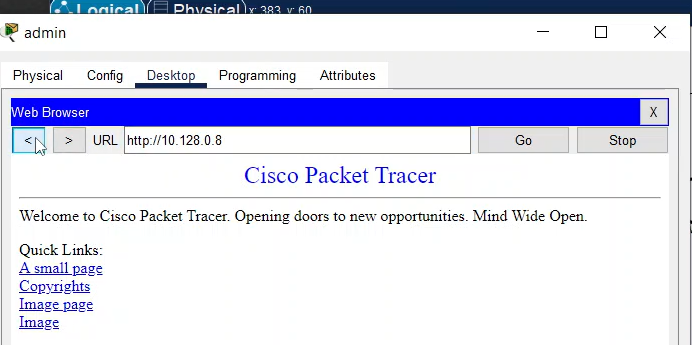 Logical Physical x: 383, y: 60
admin
Physical Config Desktop Programming Attributes
Web Browser X
< > URL http://10.128.0.8 Go Stop
Cisco Packet Tracer
Welcome to Cisco Packet Tracer. Opening doors to new opportunities. Mind Wide Open.
Quick Links:
A small page
Copyrights
Image page
Image